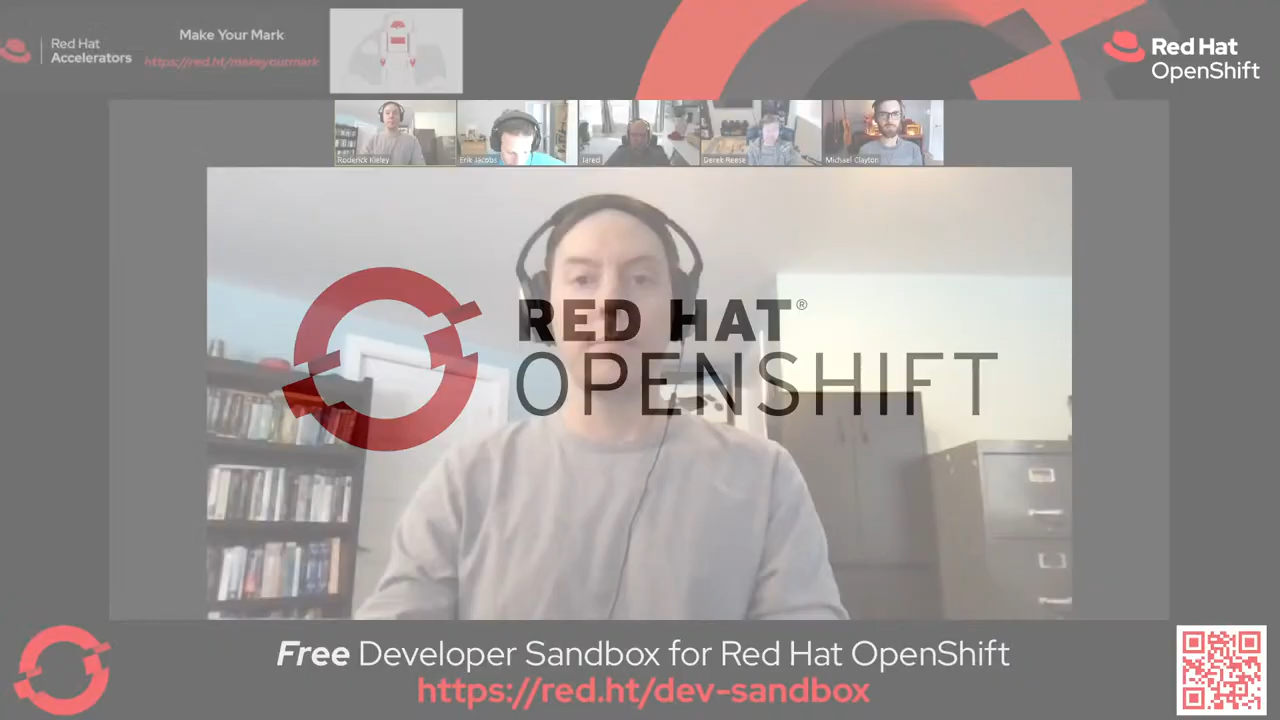 Red Hat
Accelerators
Make Your Mark
https://red.ht/makeyourmark
Red Hat
OpenShift
Roderick Kieley
Erik Jacobs
Jared
Derek Reese
Michael Clayton
RED HAT®
OPENSHIFT
Free Developer Sandbox for Red Hat OpenShift
https://red.ht/dev-sandbox